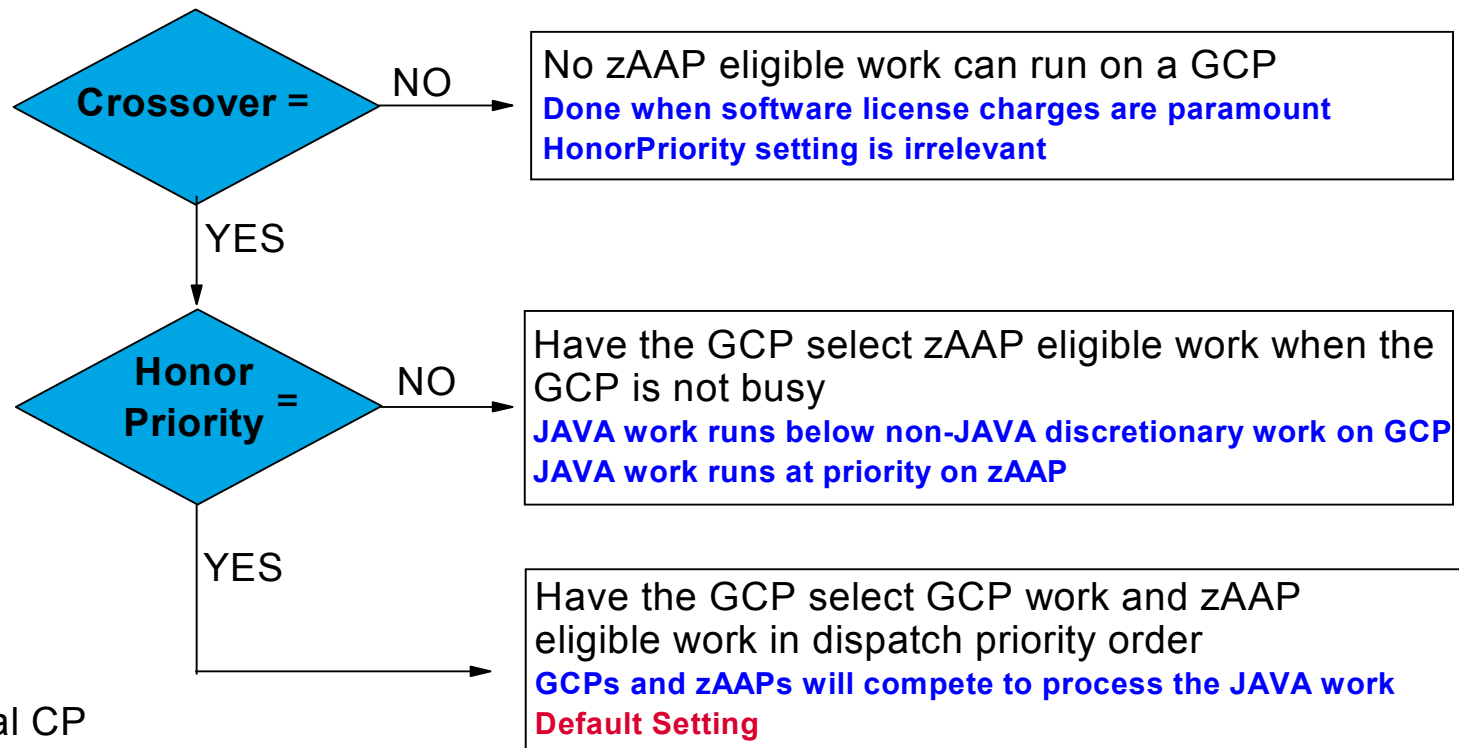 Crossover =
NO
No zAAP eligible work can run on a GCP
Done when software license charges are paramount
HonorPriority setting is irrelevant
YES
Honor
Priority =
NO
Have the GCP select zAAP eligible work when the
GCP is not busy
JAVA work runs below non-JAVA discretionary work on GCP
JAVA work runs at priority on zAAP
YES
Have the GCP select GCP work and zAAP
eligible work in dispatch priority order
GCPs and zAAPs will compete to process the JAVA work
Default Setting
al CP